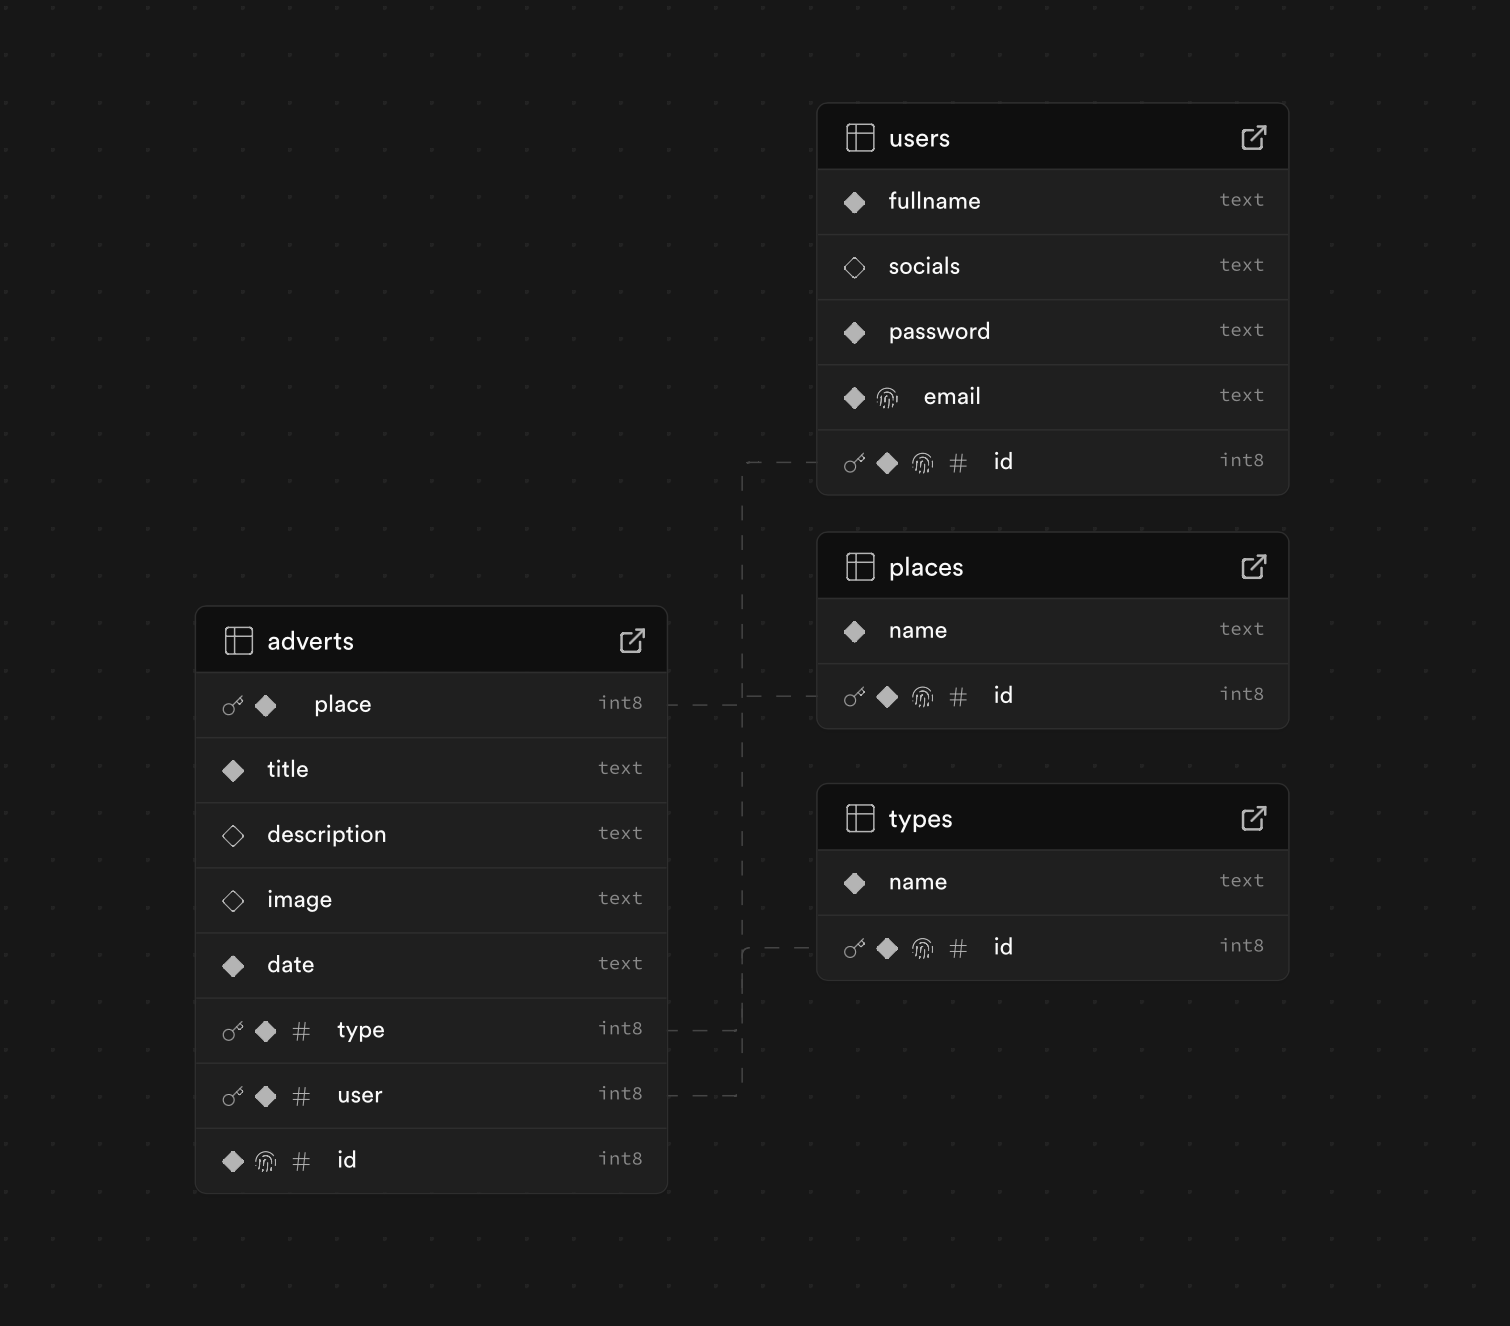 users
fullname text
socials text
password text
email text
id int8
places
name text
id int8
adverts
place int8
title text
description text
image text
date text
type int8
user int8
id int8
types
name text
id int8